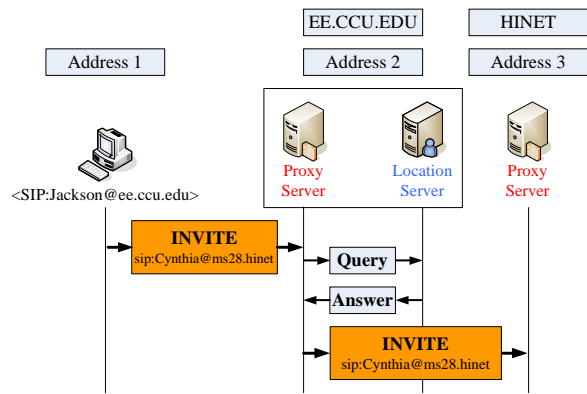 EE.CCU.EDU
HINET
Address 1
Address 2
Address 3
Proxy
Server
Location
Server
Proxy
Server
<SIP:Jackson@ee.ccu.edu>
INVITE
sip:Cynthia@ms28.hinet
Query
Answer
INVITE
sip:Cynthia@ms28.hinet